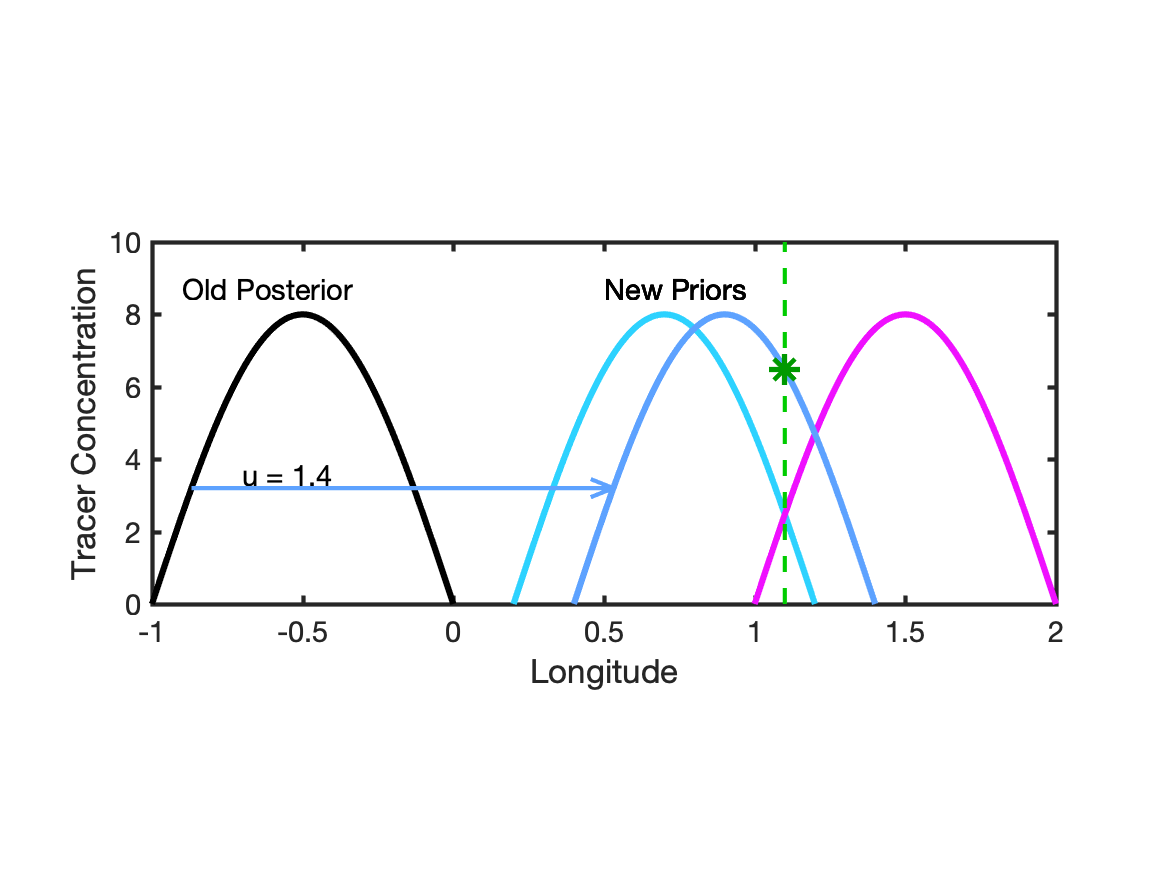 10
Old Posterior
New Priors
8
6
4
u = 1.4
2
0
Tracer Concentration
-1
-0.5
0
0.5
1
1.5
2
Longitude